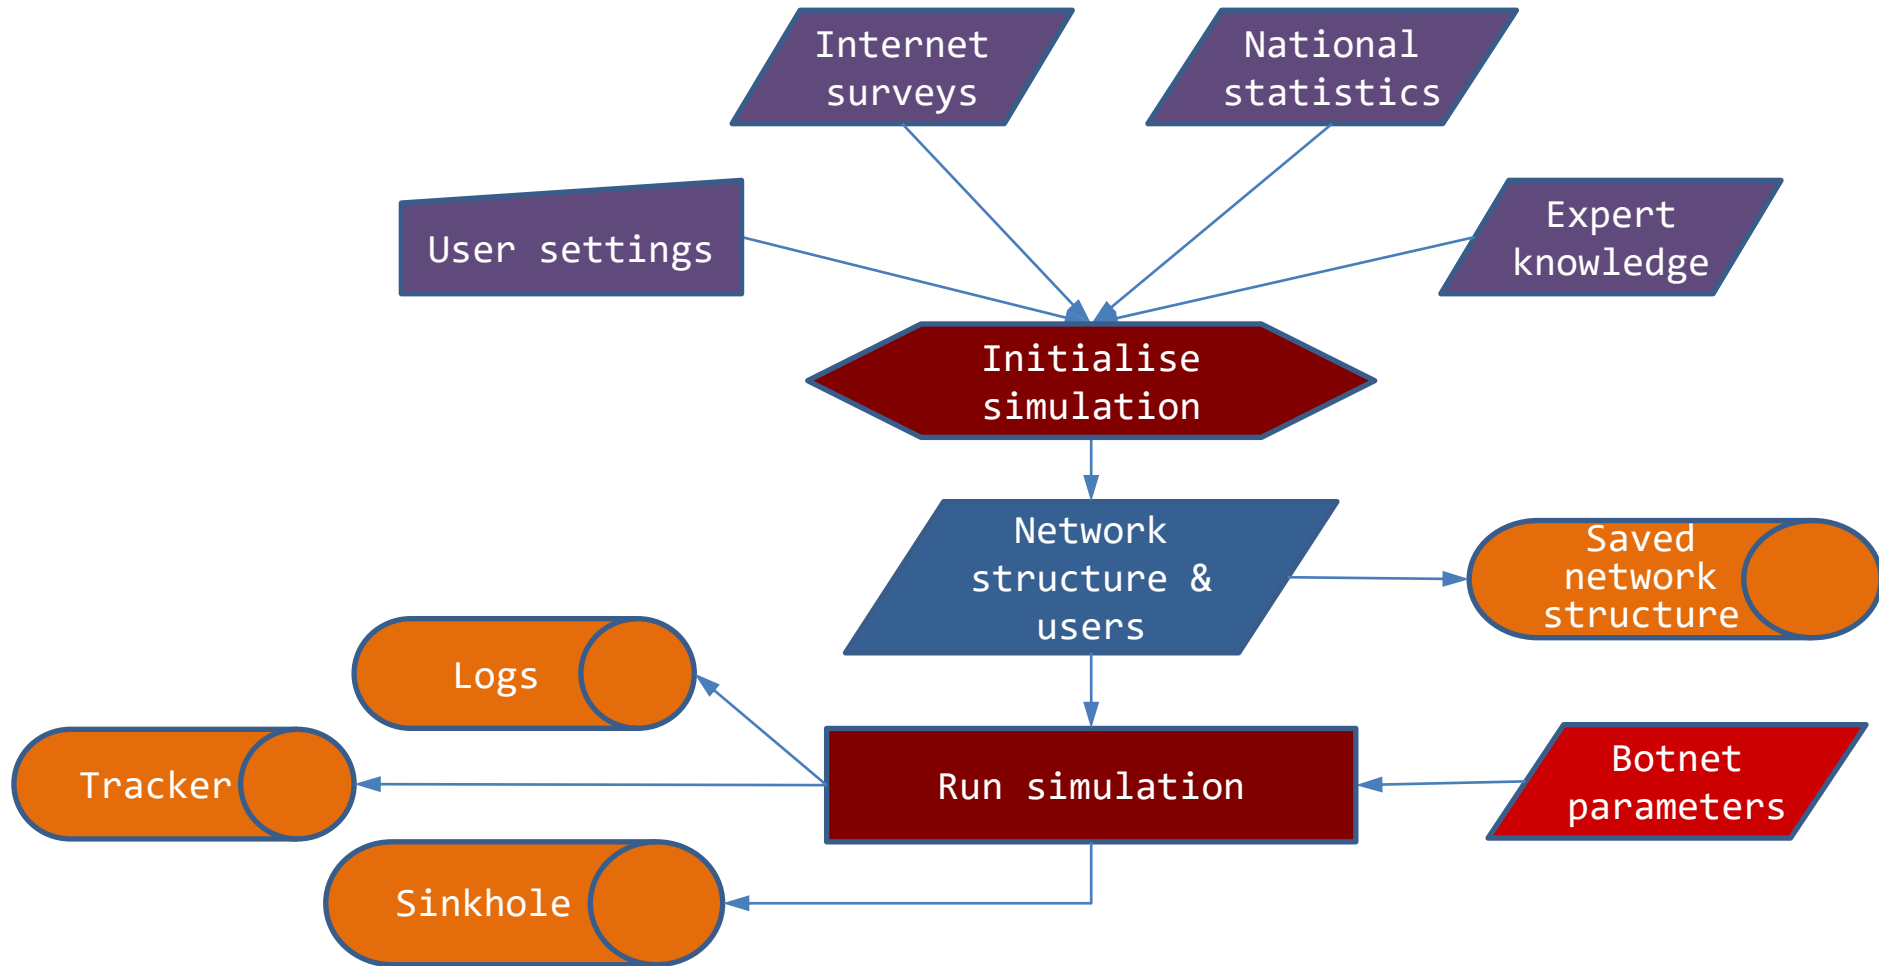 Internet
surveys
National
statistics
User settings
Expert
knowledge
Initialise
simulation
Network
structure &
users
Saved
network
structure
Logs
Tracker
Run simulation
Botnet
parameters
Sinkhole